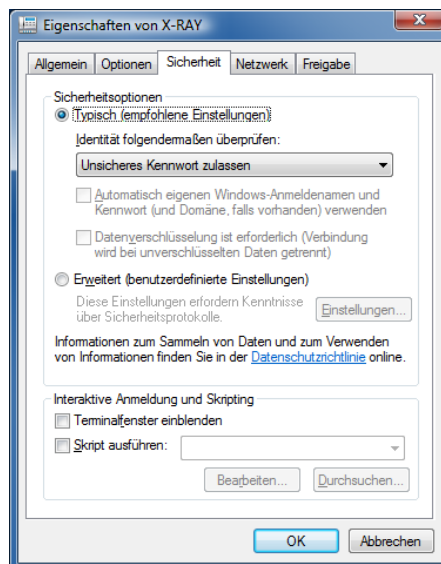 Eigenschaften von X-RAY
Allgemein Optionen Sicherheit Netzwerk Freigabe
Sicherheitsoptionen
Typisch (empfohlene Einstellungen)
Identität folgendermaßen überprüfen:
Unsicheres Kennwort zulassen
Automatisch eigenen Windows-Anmeldenamen und
Kennwort (und Domäne, falls vorhanden) verwenden
Datenverschlüsselung ist erforderlich (Verbindung
wird bei unverschlüsselten Daten getrennt)
Erweitert (benutzerdefinierte Einstellungen)
Diese Einstellungen erfordern Kenntnisse
über Sicherheitsprotokolle.
Einstellungen...
Informationen zum Sammeln von Daten und zum Verwenden
von Informationen finden Sie in der Datenschutzrichtlinie online.
Interaktive Anmeldung und Skripting
Terminalfenster einblenden
Skript ausführen:
Bearbeiten... Durchsuchen...
OK Abbrechen